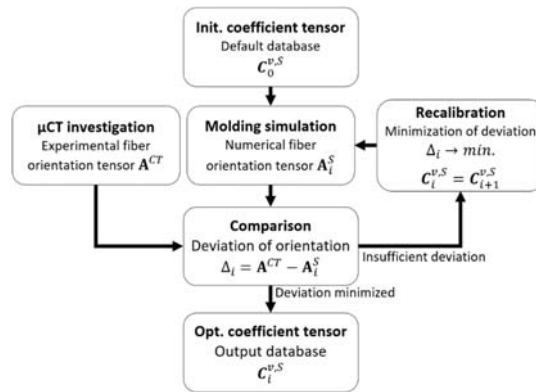 Init. coefficient tensor
Default database
C₀^{v,S}
µCT investigation
Experimental fiber
orientation tensor A^{CT}
Molding simulation
Numerical fiber
orientation tensor A_i^S
Recalibration
Minimization of deviation
Δ_i → min.
C_i^{v,S} = C_{i+1}^{v,S}
Comparison
Deviation of orientation
Δ_i = A^{CT} − A_i^S
Insufficient deviation
Deviation minimized
Opt. coefficient tensor
Output database
C_i^{v,S}